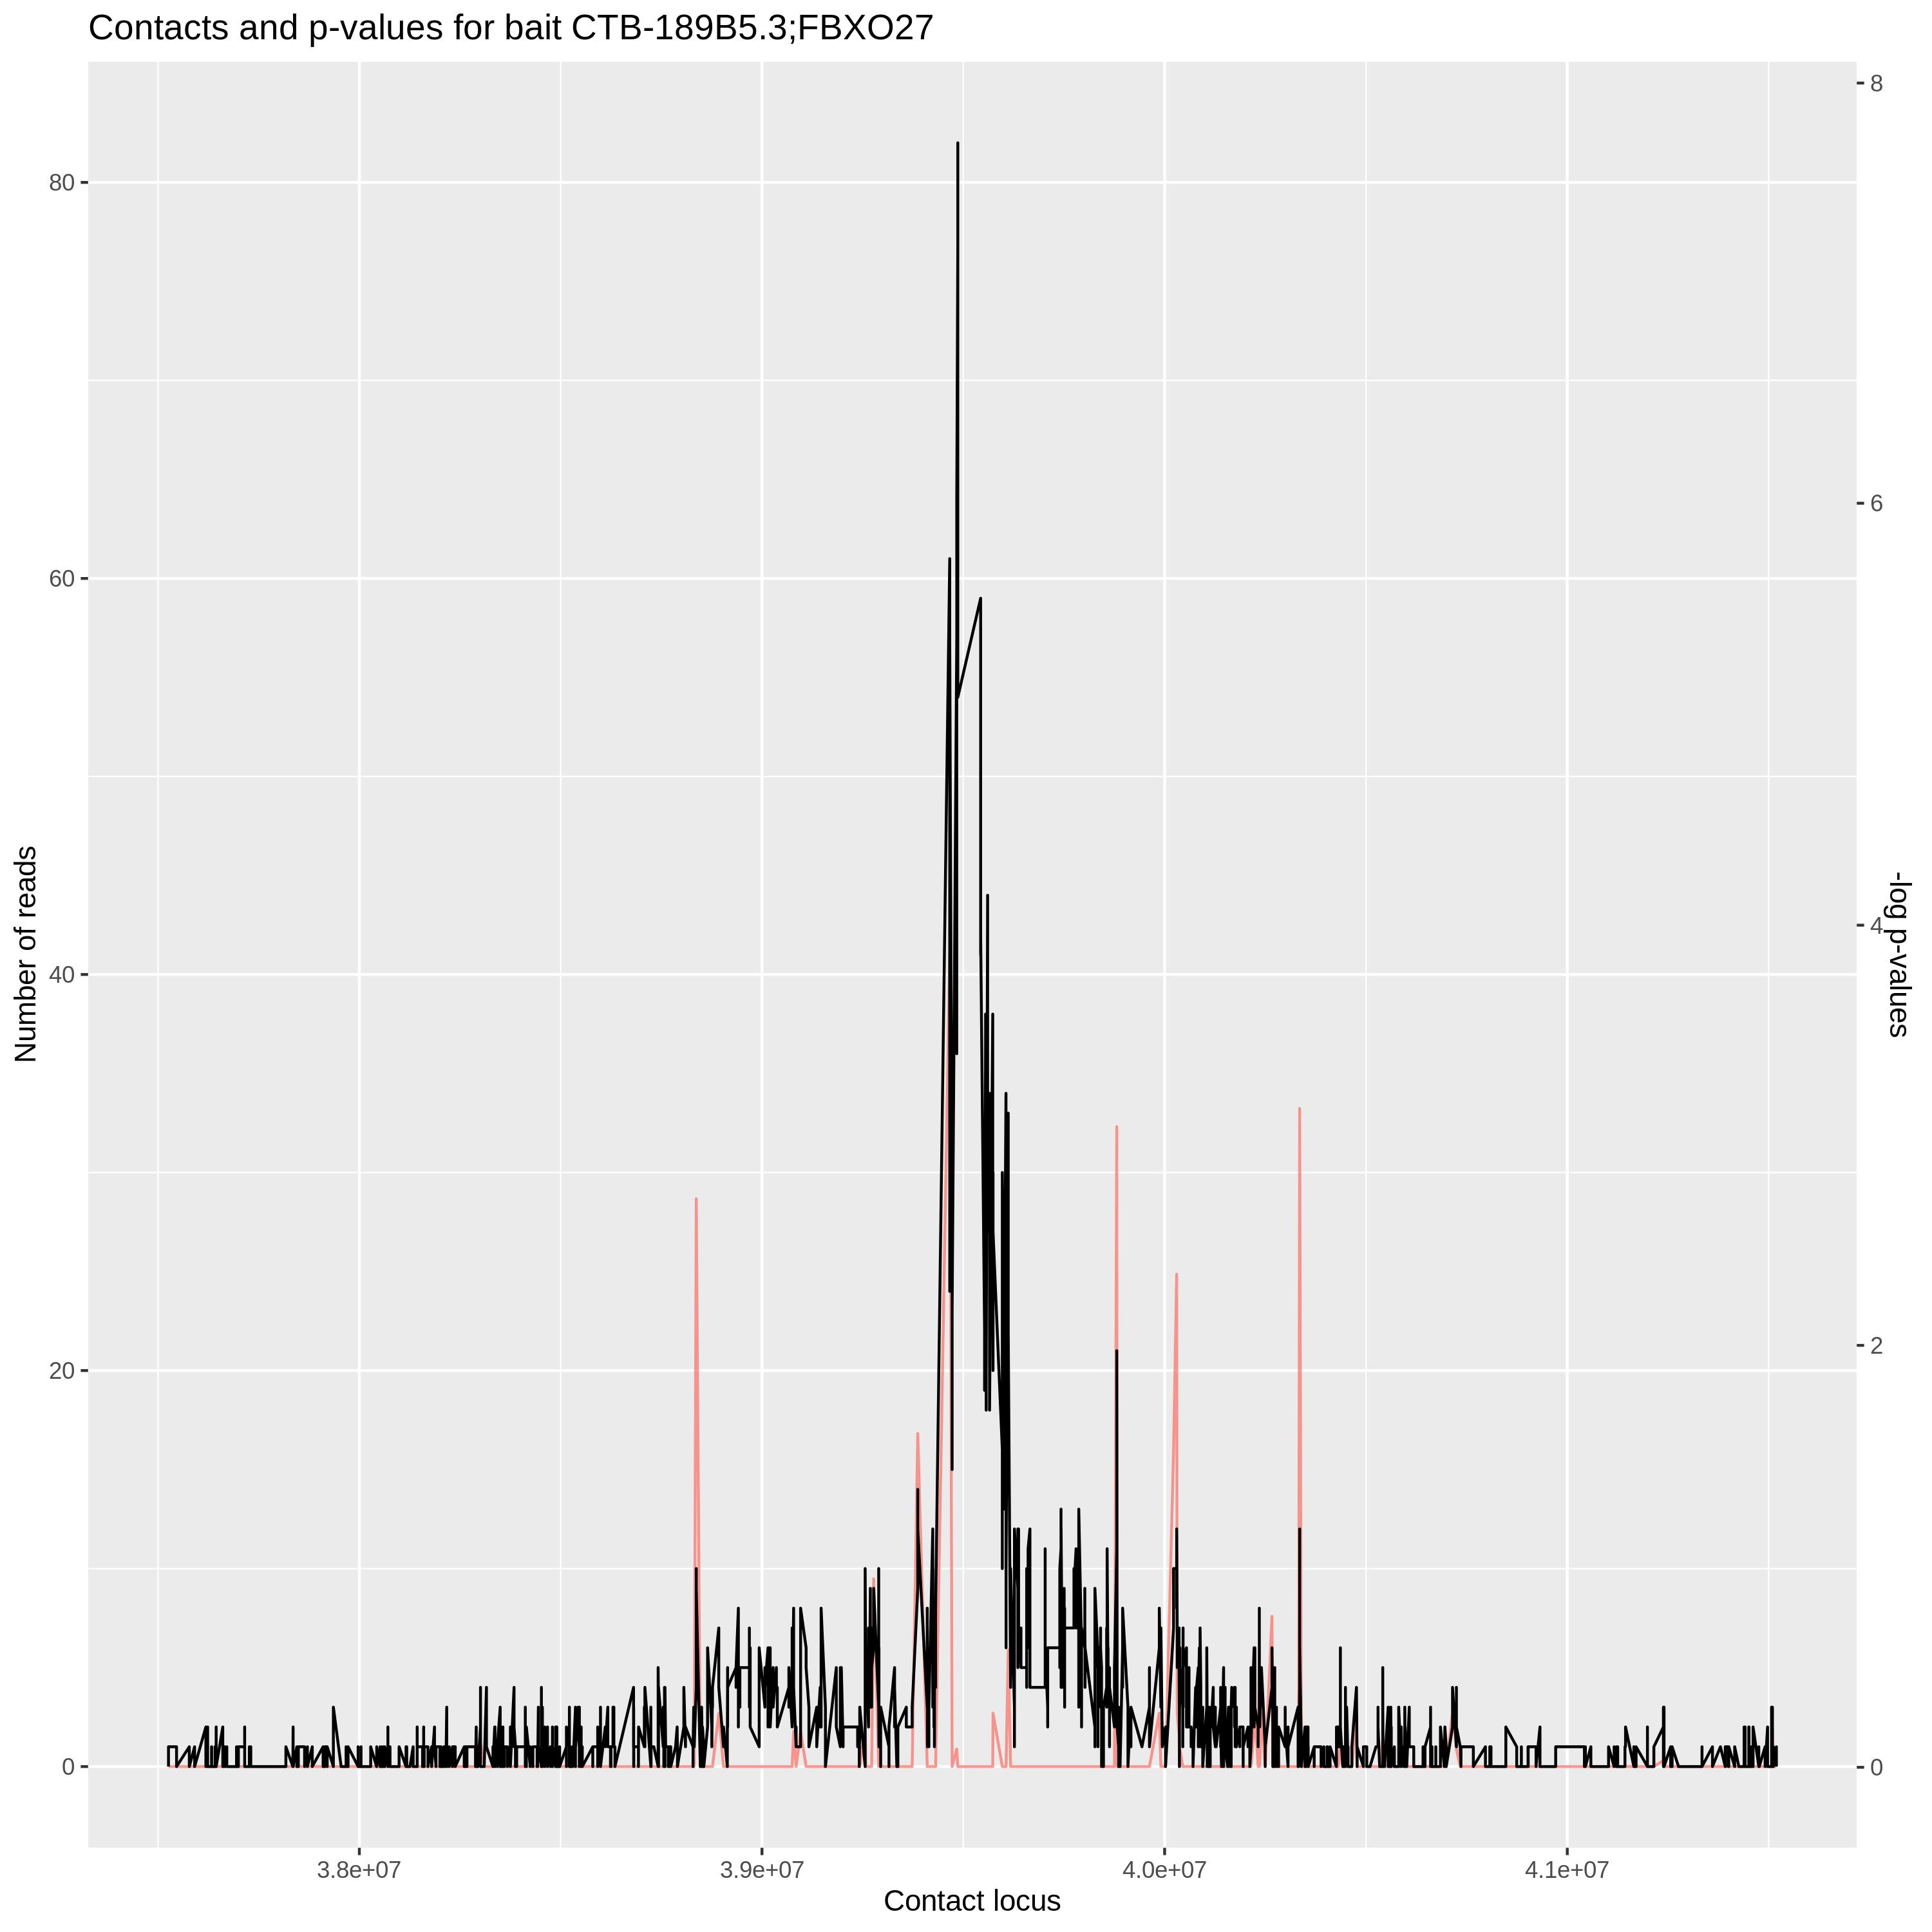 Contacts and p-values for bait CTB-189B5.3;FBXO27
80
60
40
20
0
Number of reads
8
6
4
2
0
-log p-values
3.8e+07
3.9e+07
4.0e+07
4.1e+07
Contact locus